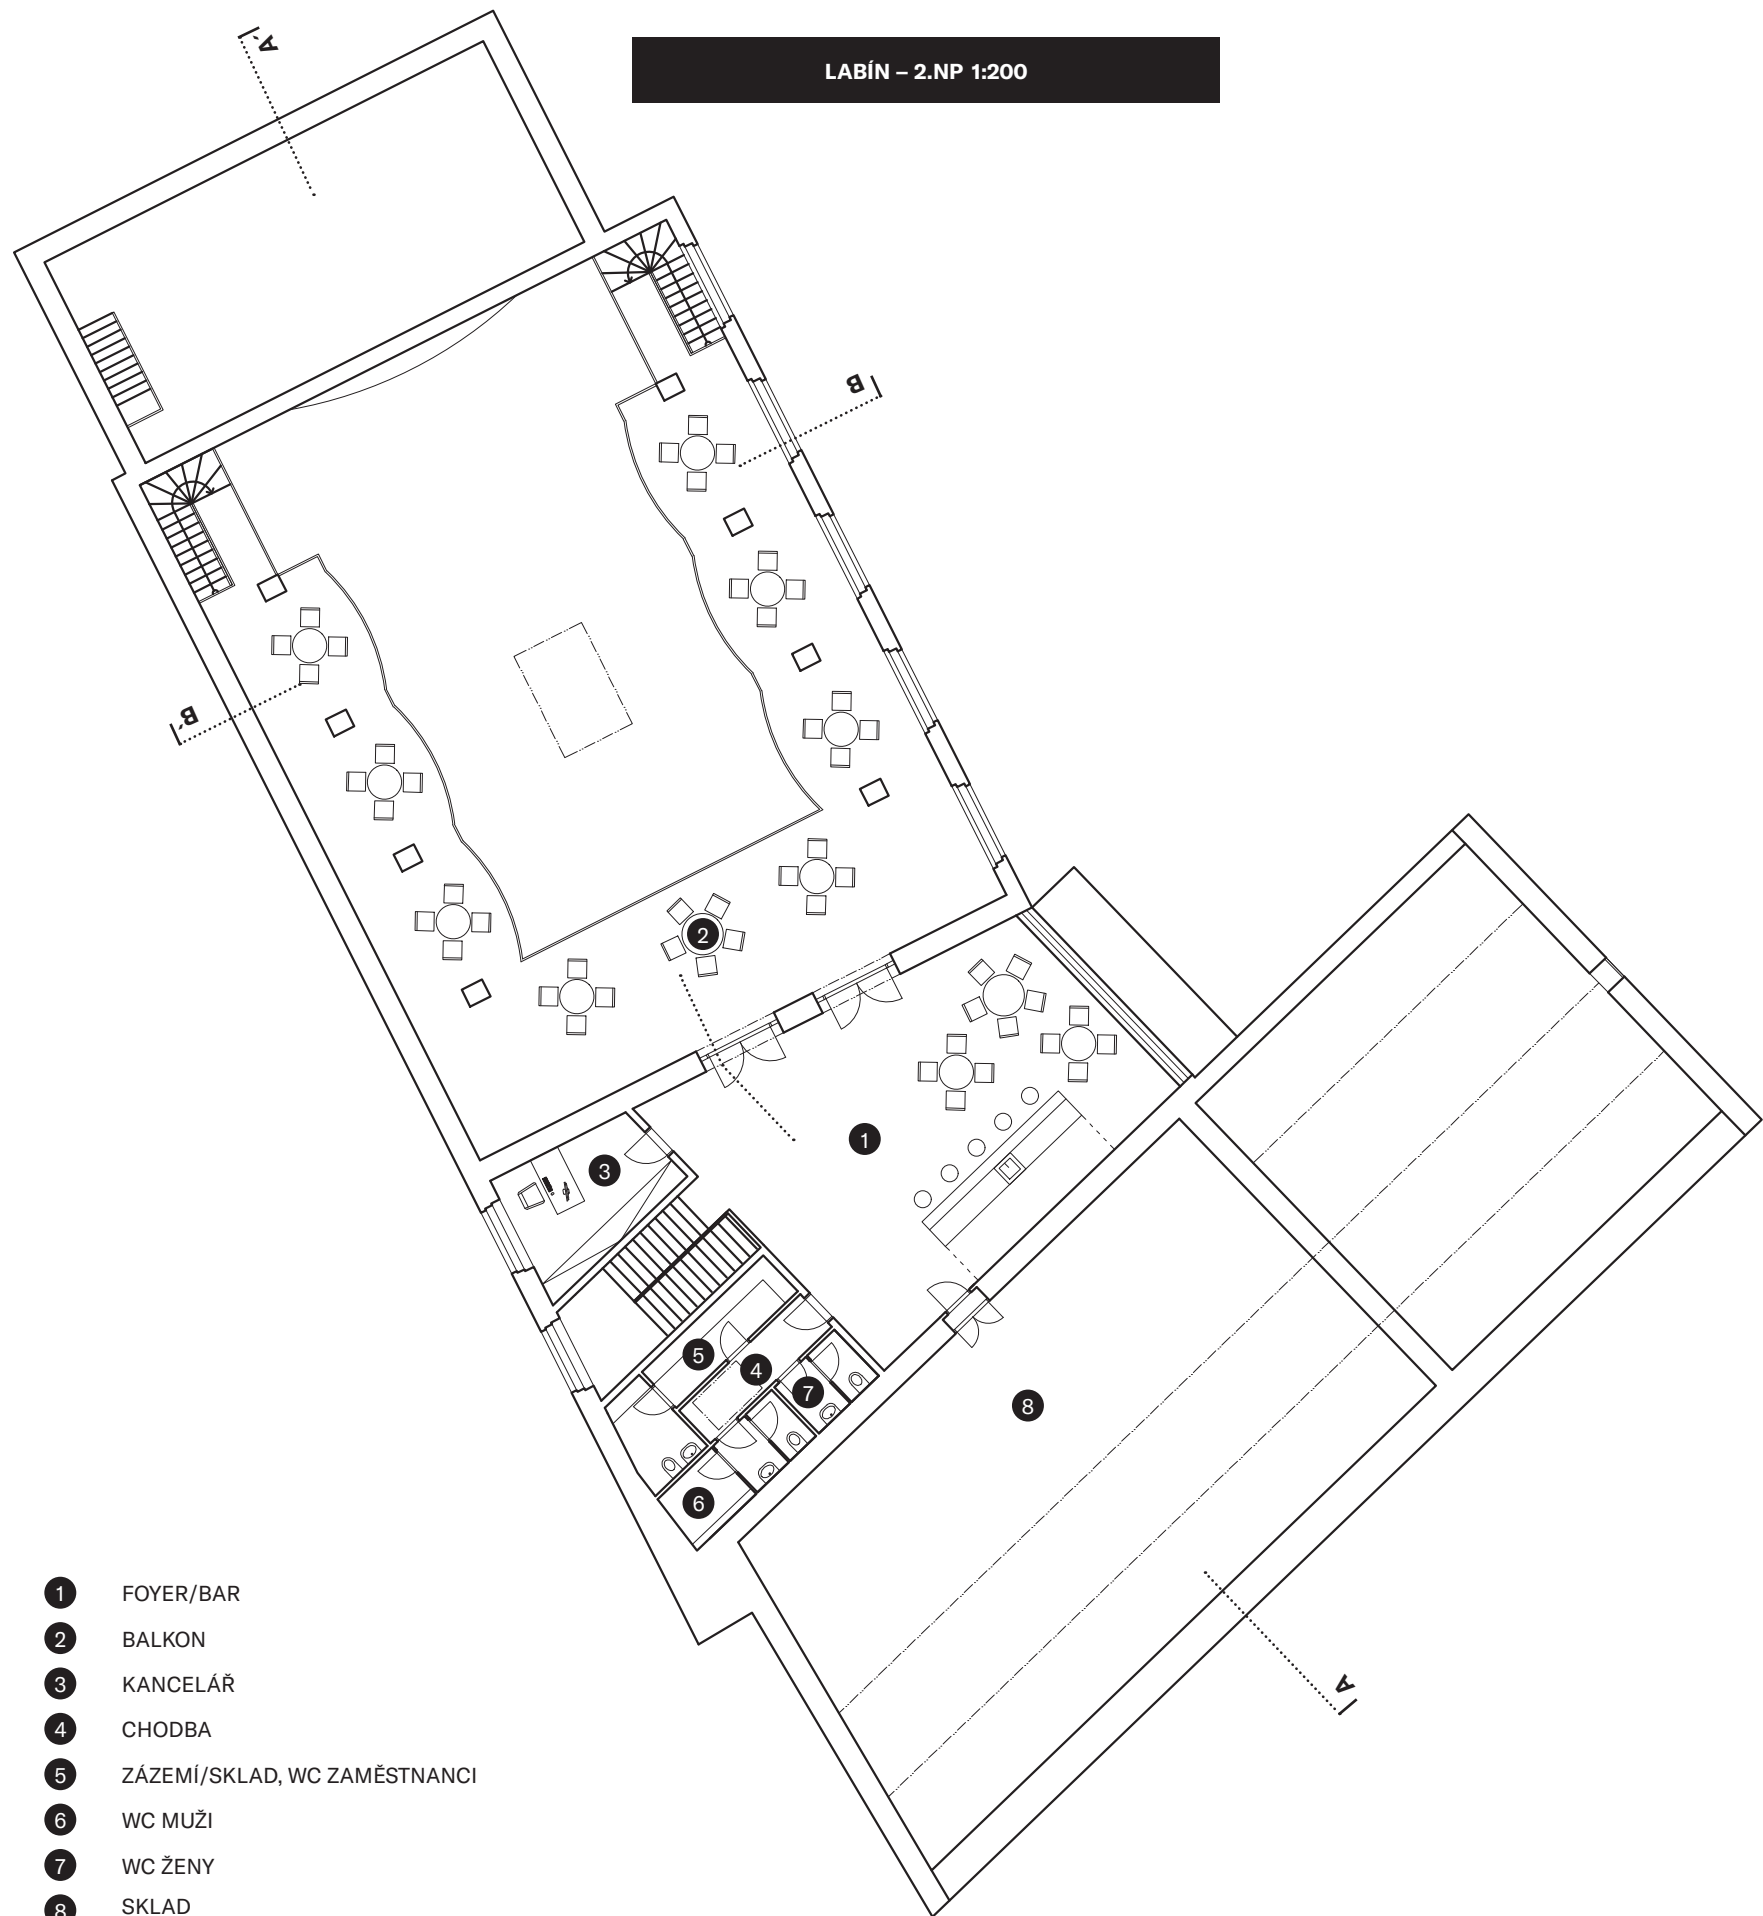 LABÍN – 2.NP 1:200
A´
B
B´
2
1
3
5
4
7
8
6
A
1 FOYER/BAR
2 BALKON
3 KANCELÁŘ
4 CHODBA
5 ZÁZEMÍ/SKLAD, WC ZAMĚSTNANCI
6 WC MUŽI
7 WC ŽENY
8 SKLAD